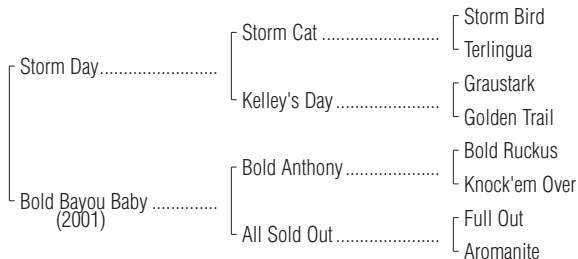 Storm Bird
Storm Cat ........................
Terlingua
Storm Day........................
Graustark
Kelley's Day .....................
Golden Trail
Bold Ruckus
Bold Anthony...................
Knock'em Over
Bold Bayou Baby ..............
(2001)
Full Out
All Sold Out .....................
Aromanite